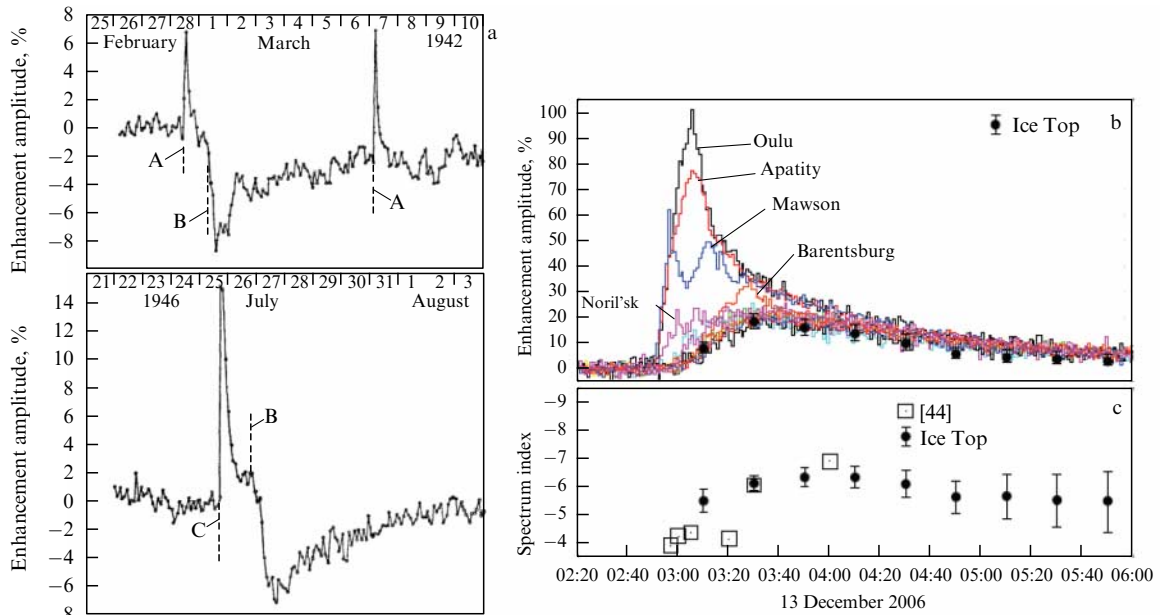 a
8
6
4
2
0
−2
−4
−6
−8
Enhancement amplitude, %
25 26 27 28 1 2 3 4 5 6 7 8 9 10
February March 1942
A
B
A
21 22 23 24 25 26 27 28 29 30 31 1 2 3
1946 July August
14
12
10
8
6
4
2
0
−2
−4
−6
8
Enhancement amplitude, %
B
C
b
100
90
80
70
60
50
40
30
20
10
0
Enhancement amplitude, %
Ice Top
Oulu
Apatity
Mawson
Barentsburg
Noril'sk
c
−9
−8
−7
−6
−5
−4
Spectrum index
[44]
Ice Top
02:20 02:40 03:00 03:20 03:40 04:00 04:20 04:40 05:00 05:20 05:40 06:00
13 December 2006